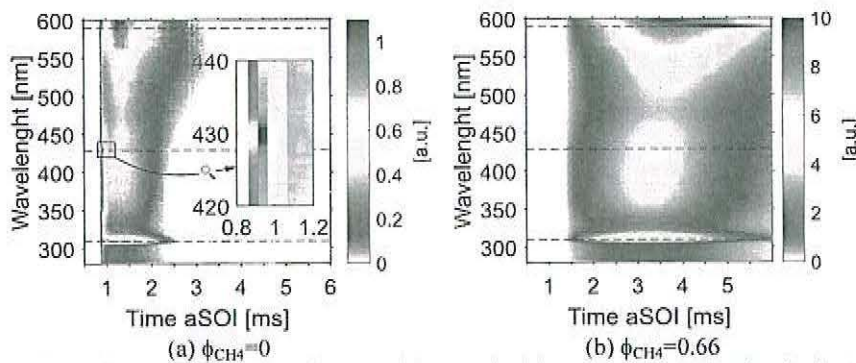 600
550
500
450
400
350
300
Wavelenght [nm]
440
430
420
0.8 1 1.2
1
0.8
0.6
0.4
0.2
0
1 2 3 4 5 6
Time aSOI [ms]
(a) ϕCH4=0
600
550
500
450
400
350
300
Wavelenght [nm]
10
8
6
4
2
0
[a.u.]
[a.u.]
1 2 3 4 5
Time aSOI [ms]
(b) ϕCH4=0.66